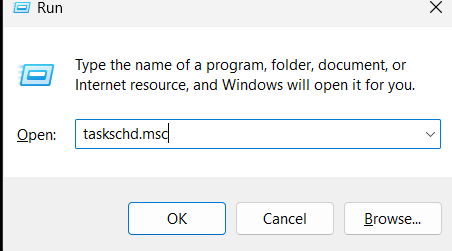 Run
Type the name of a program, folder, document, or
Internet resource, and Windows will open it for you.
Open: taskschd.msc
OK Cancel Browse...